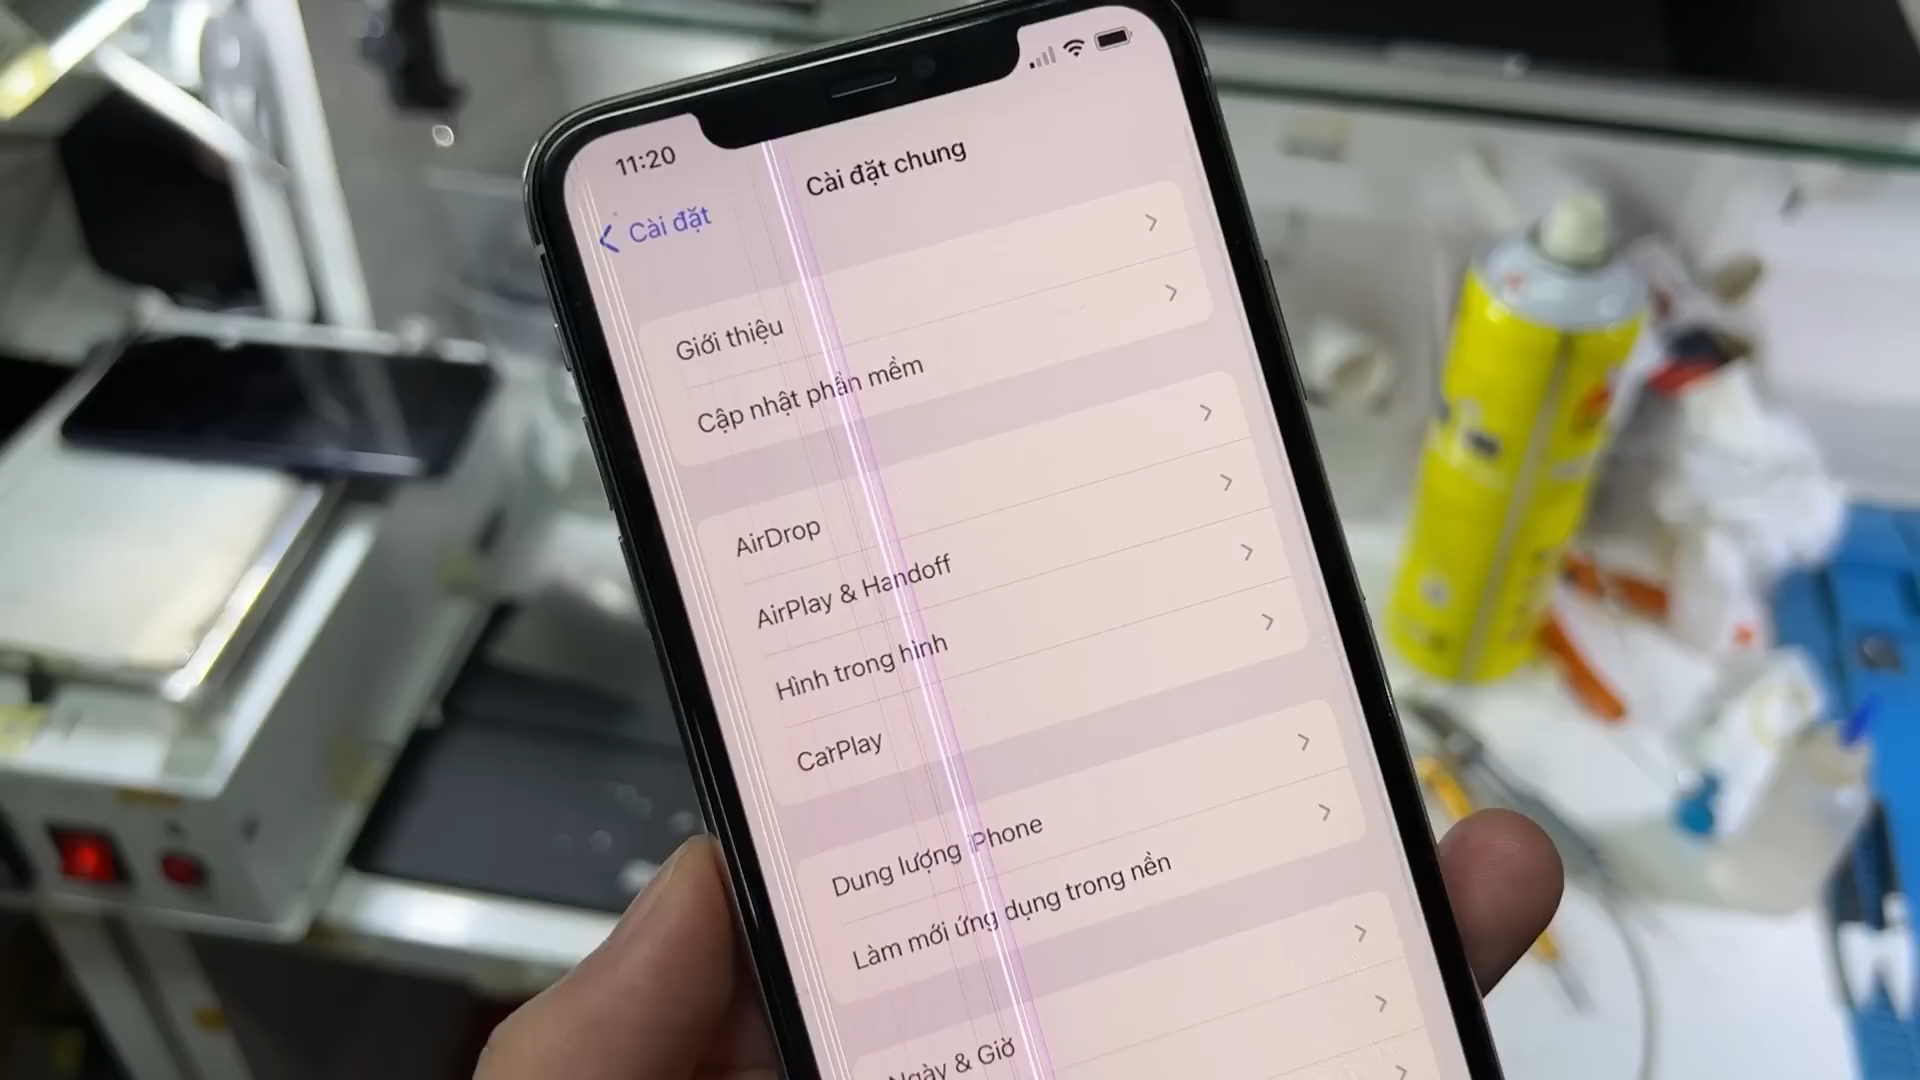 11:20
Cài đặt
Cài đặt chung
Giới thiệu
Cập nhật phần mềm
AirDrop
AirPlay & Handoff
Hình trong hình
CarPlay
Dung lượng iPhone
Làm mới ứng dụng trong nền
Ngày & Giờ